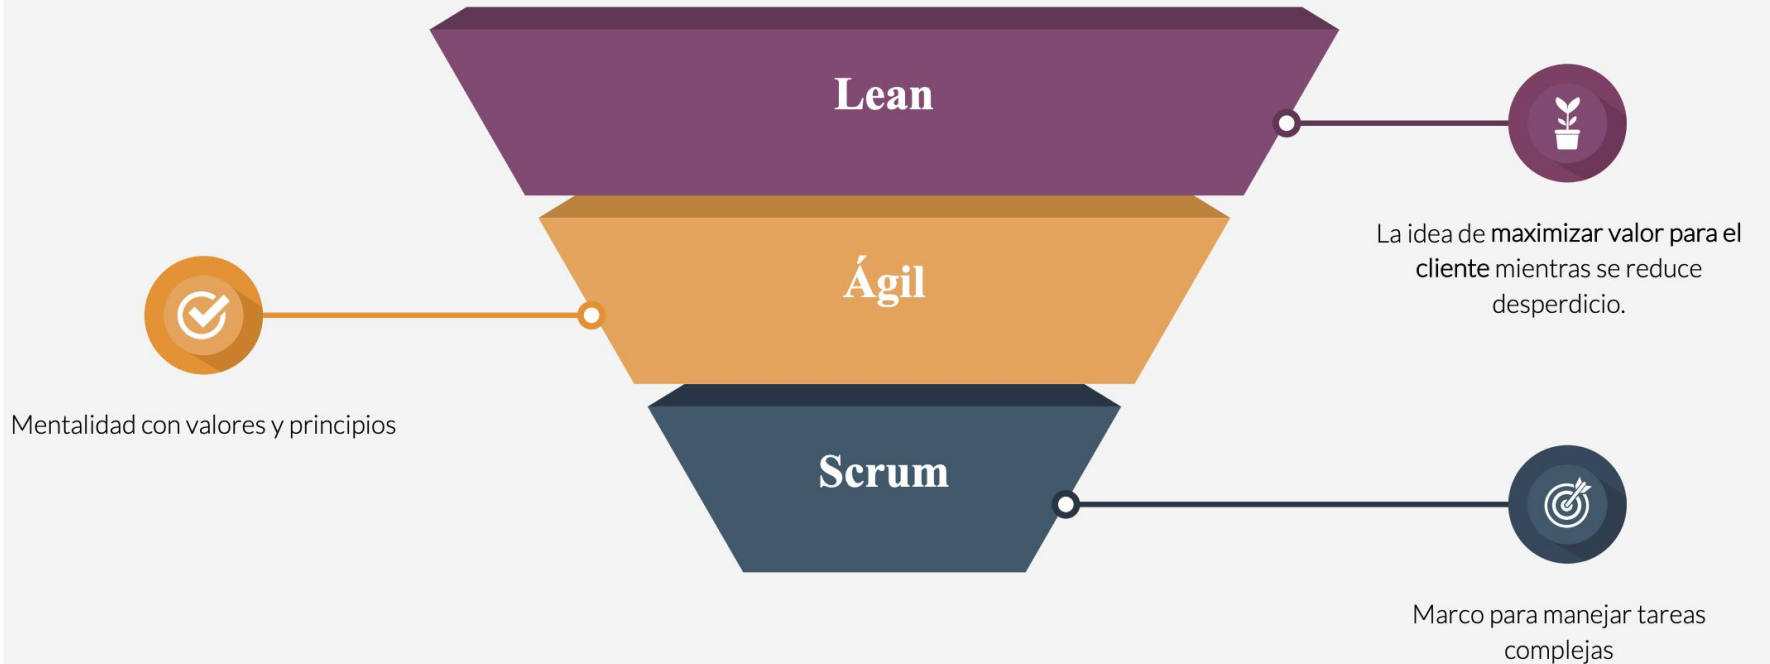 Lean
La idea de maximizar valor para el
cliente mientras se reduce
desperdicio.
Ágil
Mentalidad con valores y principios
Scrum
Marco para manejar tareas
complejas